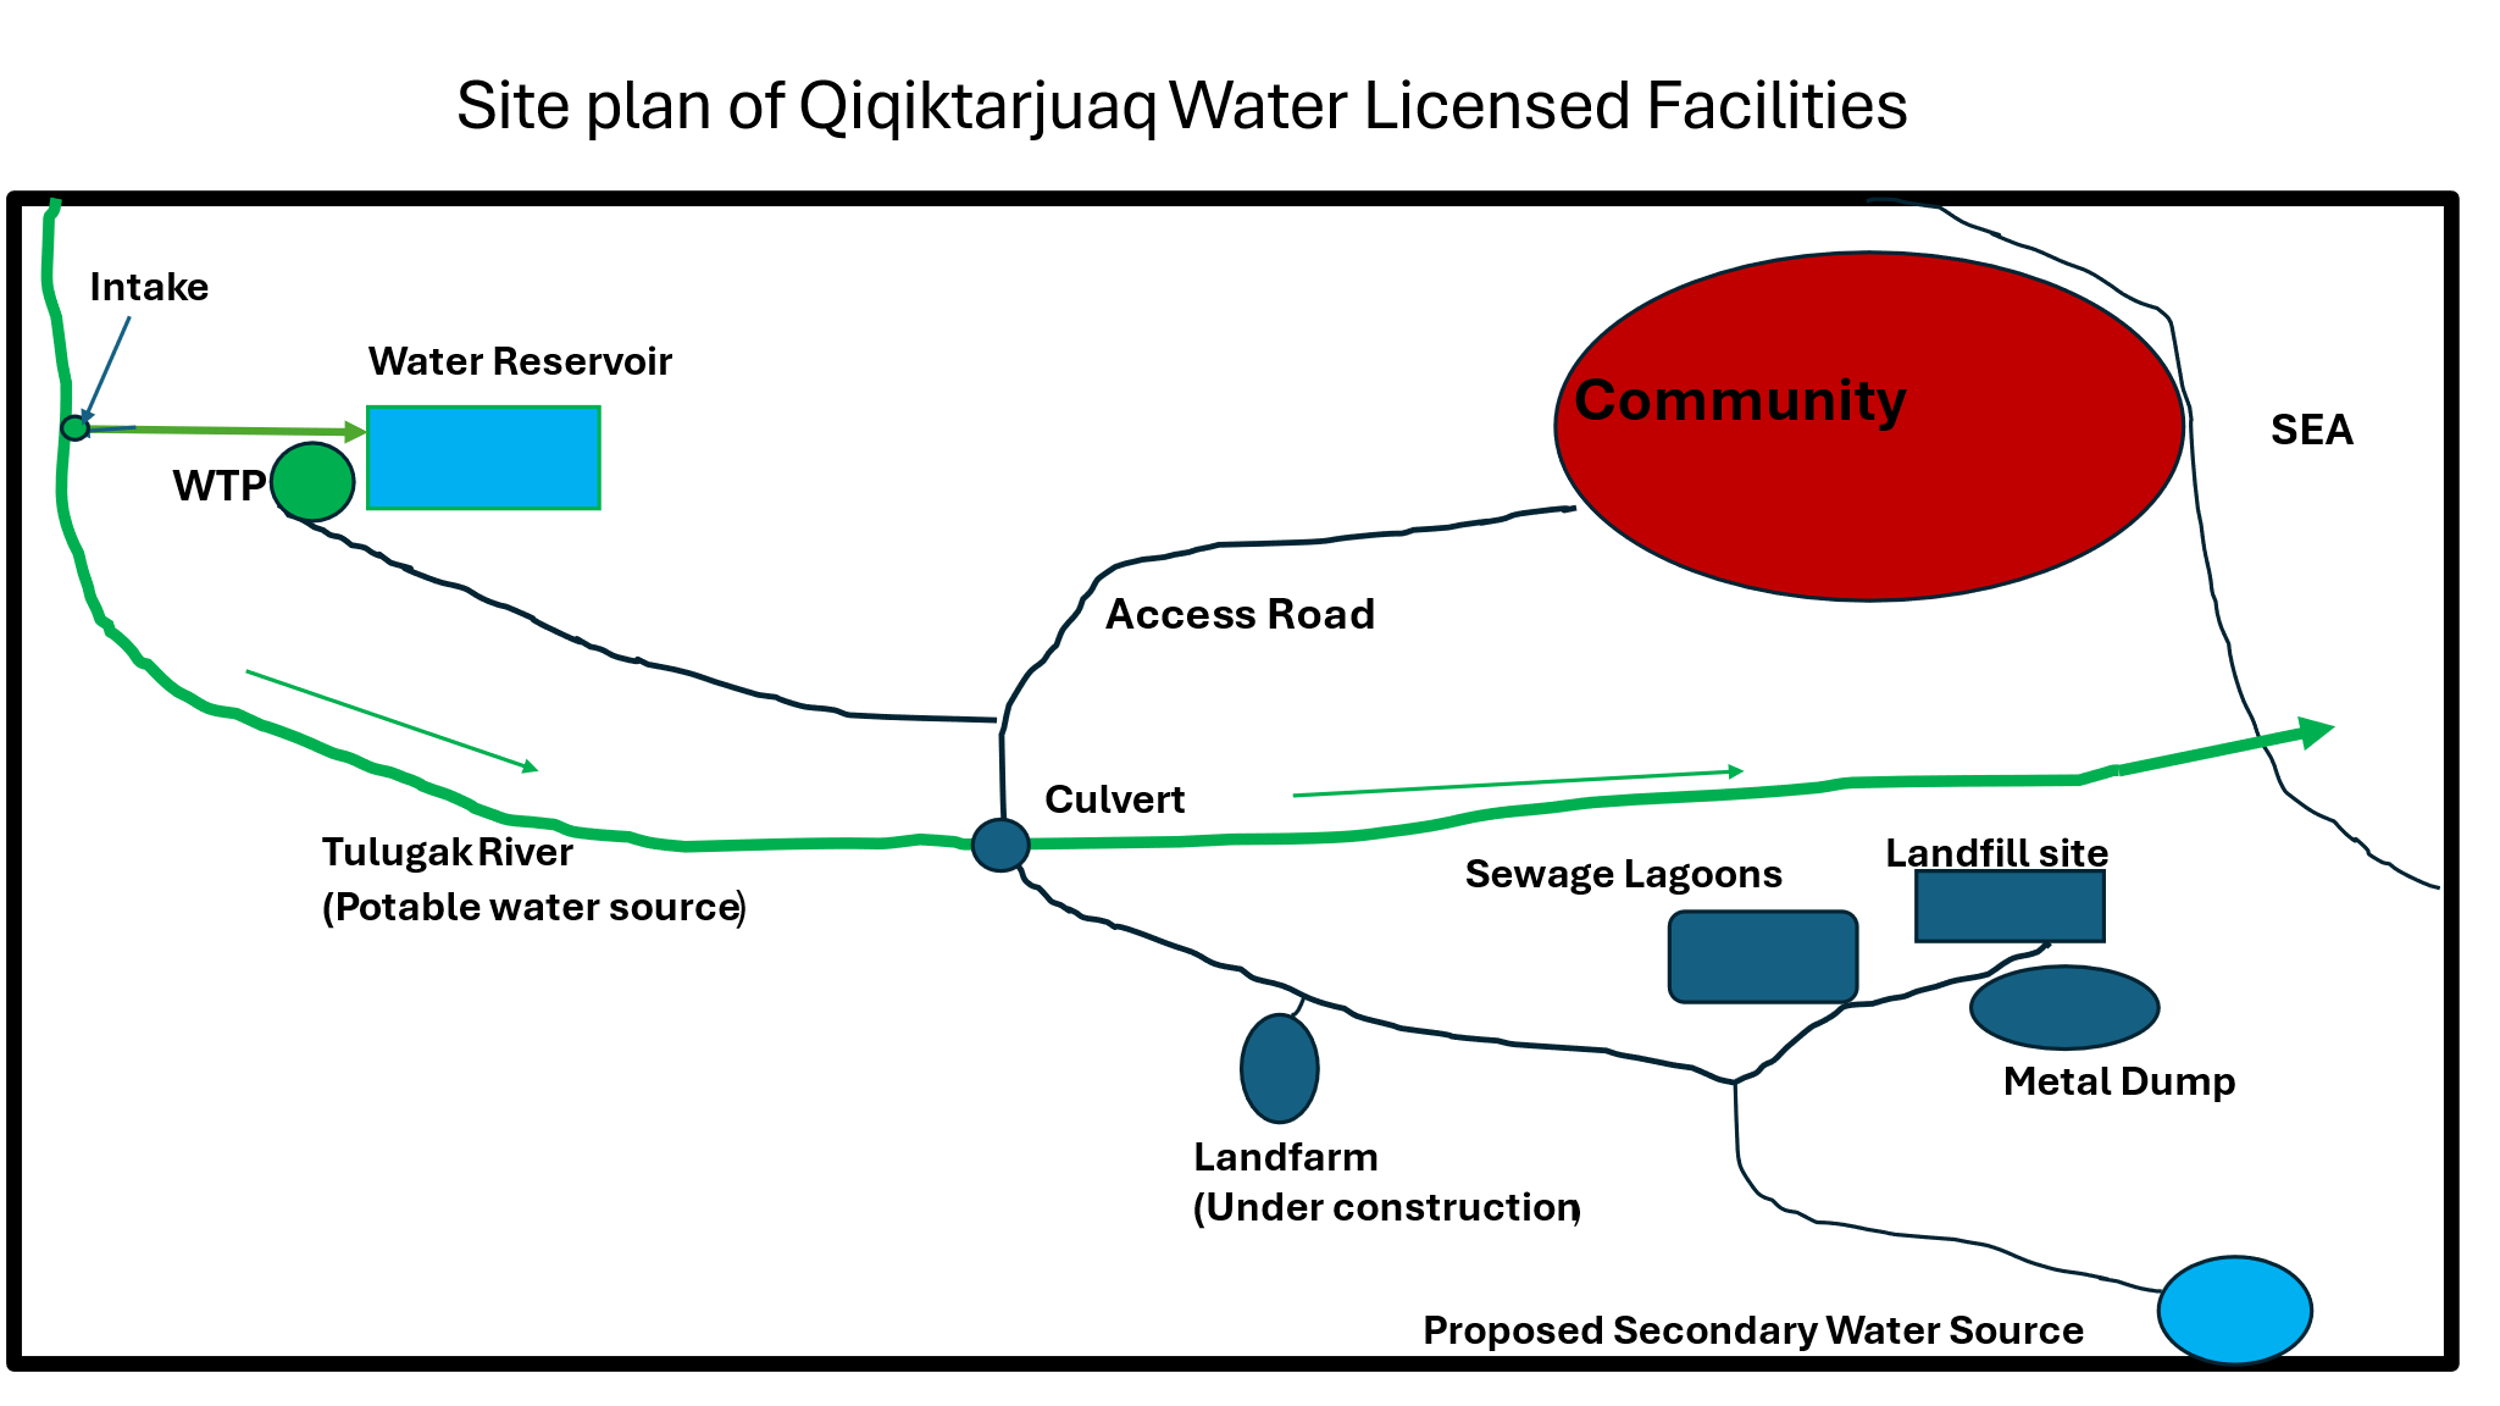 Site plan of Qiqiktarjuaq Water Licensed Facilities
Intake
Water Reservoir
WTP
Community
SEA
Access Road
Culvert
Tulugak River
(Potable water source)
Sewage Lagoons
Landfill site
Metal Dump
Landfarm
(Under construction)
Proposed Secondary Water Source